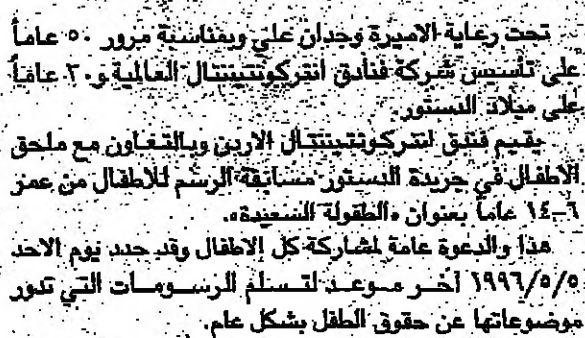 تحت رعاية الاميرة وجدان علي وبمناسبة مرور ٥٠ عاماً
على تأسيس شركة فنادق انتركونتيننتال العالمية و٣٠ عاماً
على ميلاد الدستور.
يقيم فندق انتركونتيننتال الاردن وبالتعاون مع ملحق
الاطفال في جريدة الدستور مسابقة الرسم للاطفال من عمر
٦-١٤ عاماً بعنوان «الطفولة السعيدة».
هذا والدعوة عامة لمشاركة كل الاطفال وقد حدد يوم الاحد
١٩٩٦/٥/٥ آخر موعد لتسلم الرسومات التي تدور
موضوعاتها عن حقوق الطفل بشكل عام.